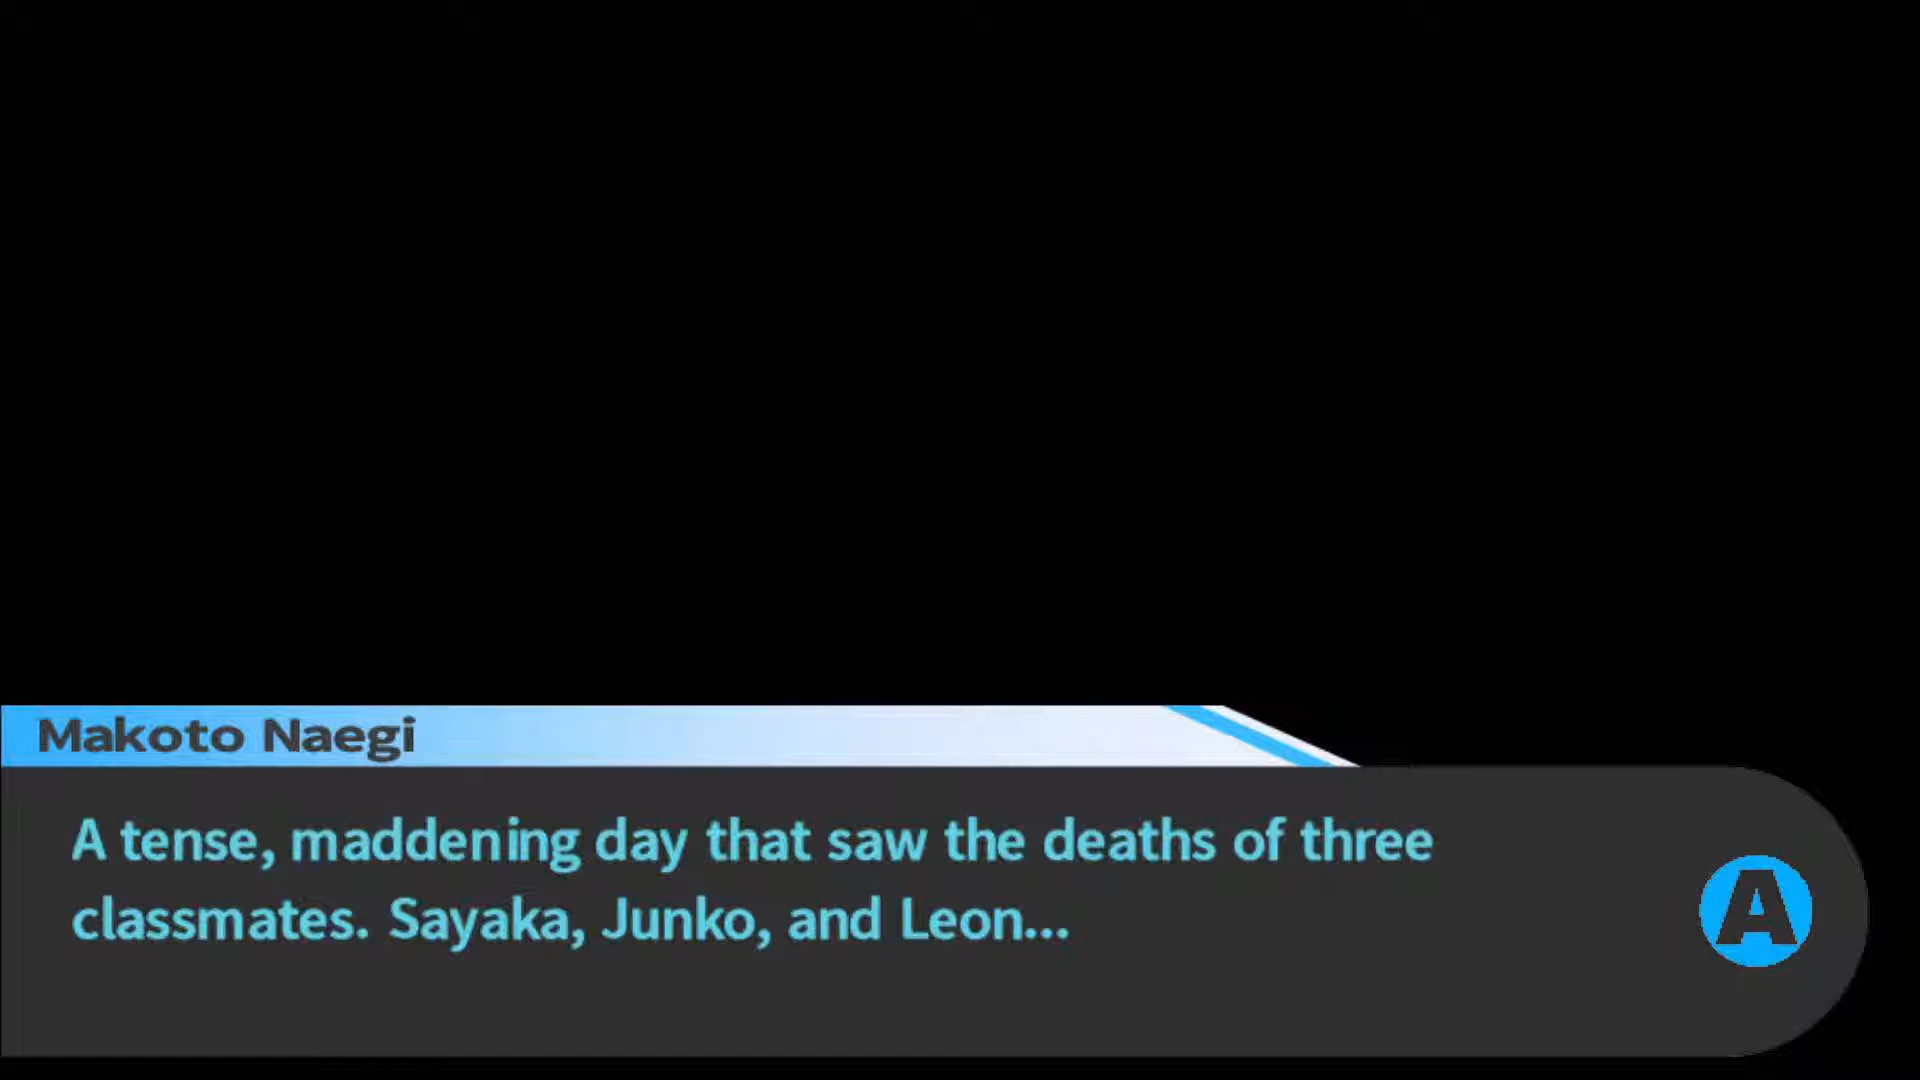 Makoto Naegi
A tense, maddening day that saw the deaths of three
classmates. Sayaka, Junko, and Leon...
A